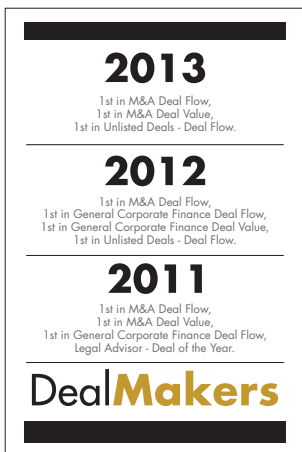 2013
1st in M&A Deal Flow,
1st in M&A Deal Value,
1st in Unlisted Deals - Deal Flow.
2012
1st in M&A Deal Flow,
1st in General Corporate Finance Deal Flow,
1st in General Corporate Finance Deal Value,
1st in Unlisted Deals - Deal Flow.
2011
1st in M&A Deal Flow,
1st in M&A Deal Value,
1st in General Corporate Finance Deal Flow,
Legal Advisor - Deal of the Year.
DealMakers